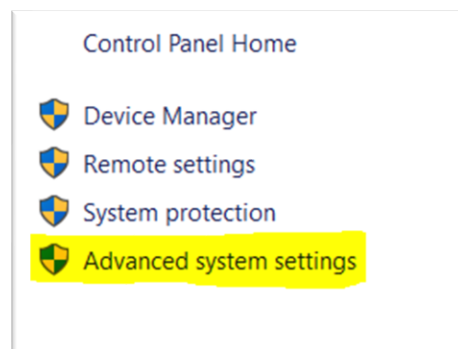 Control Panel Home
Device Manager
Remote settings
System protection
Advanced system settings